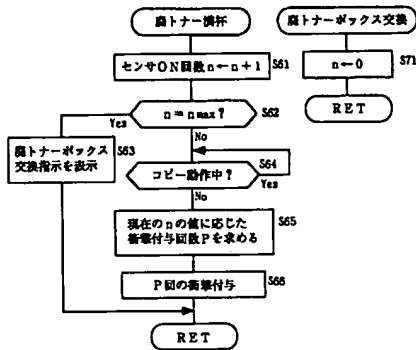 廃トナー満杯
センサON回数n←n+1
S61
n=nmax?
S62
Yes
No
S63
廃トナーボックス
交換指示を表示
S64
コピー動作中?
Yes
No
S65
現在のnの値に応じた
衝撃付与回数Pを求める
S66
P回の衝撃付与
RET
廃トナーボックス交換
n←0
S71
RET